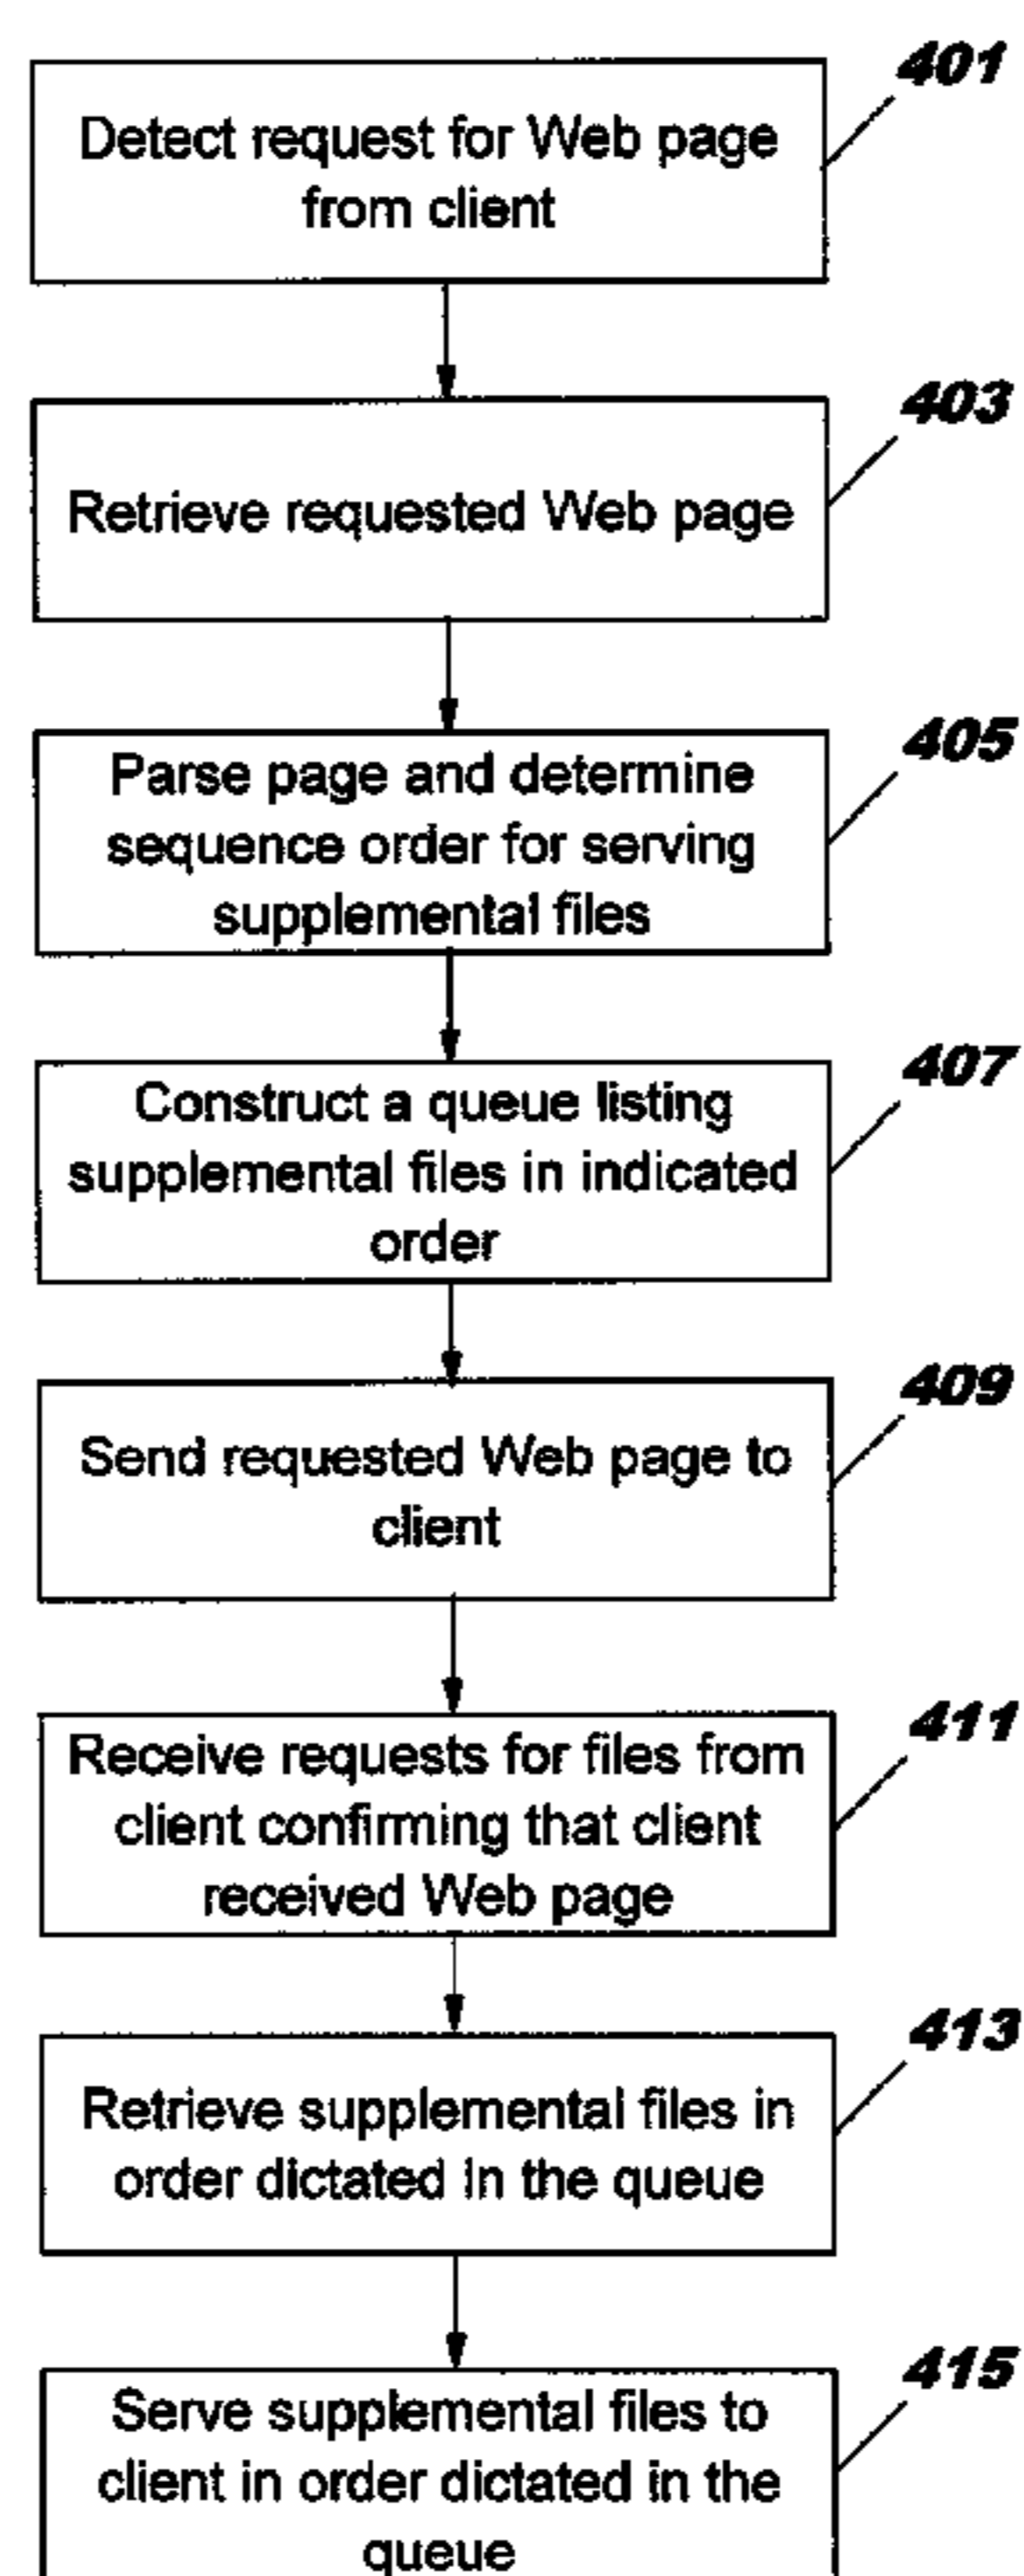 401
Detect request for Web page
from client
403
Retrieve requested Web page
405
Parse page and determine
sequence order for serving
supplemental files
407
Construct a queue listing
supplemental files in indicated
order
409
Send requested Web page to
client
411
Receive requests for files from
client confirming that client
received Web page
413
Retrieve supplemental files in
order dictated in the queue
415
Serve supplemental files to
client in order dictated in the
queue